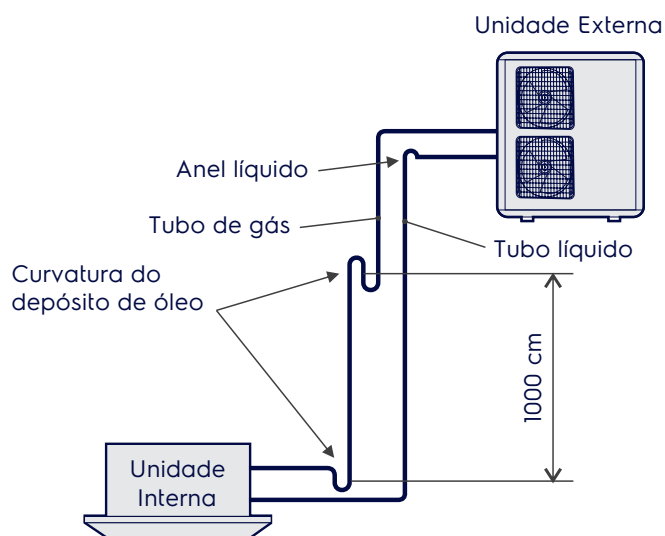 Unidade Externa
Anel líquido
Tubo de gás
Tubo líquido
Curvatura do
depósito de óleo
1000 cm
Unidade
Interna